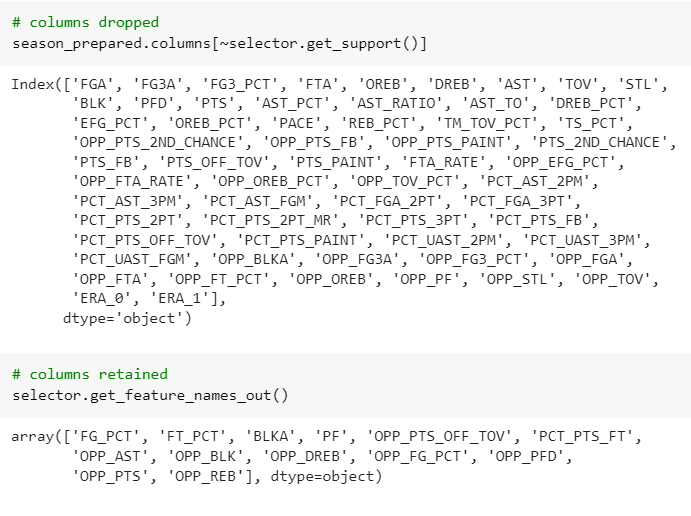 # columns dropped
season_prepared.columns[~selector.get_support()]
Index(['FGA', 'FG3A', 'FG3_PCT', 'FTA', 'OREB', 'DREB', 'AST', 'TOV', 'STL',
'BLK', 'PFD', 'PTS', 'AST_PCT', 'AST_RATIO', 'AST_TO', 'DREB_PCT',
'EFG_PCT', 'OREB_PCT', 'PACE', 'REB_PCT', 'TM_TOV_PCT', 'TS_PCT',
'OPP_PTS_2ND_CHANCE', 'OPP_PTS_FB', 'OPP_PTS_PAINT', 'PTS_2ND_CHANCE',
'PTS_FB', 'PTS_OFF_TOV', 'PTS_PAINT', 'FTA_RATE', 'OPP_EFG_PCT',
'OPP_FTA_RATE', 'OPP_OREB_PCT', 'OPP_TOV_PCT', 'PCT_AST_2PM',
'PCT_AST_3PM', 'PCT_AST_FGM', 'PCT_FGA_2PT', 'PCT_FGA_3PT',
'PCT_PTS_2PT', 'PCT_PTS_2PT_MR', 'PCT_PTS_3PT', 'PCT_PTS_FB',
'PCT_PTS_OFF_TOV', 'PCT_PTS_PAINT', 'PCT_UAST_2PM', 'PCT_UAST_3PM',
'PCT_UAST_FGM', 'OPP_BLKA', 'OPP_FG3A', 'OPP_FG3_PCT', 'OPP_FGA',
'OPP_FTA', 'OPP_FT_PCT', 'OPP_OREB', 'OPP_PF', 'OPP_STL', 'OPP_TOV',
'ERA_0', 'ERA_1'],
dtype='object')
# columns retained
selector.get_feature_names_out()
array(['FG_PCT', 'FT_PCT', 'BLKA', 'PF', 'OPP_PTS_OFF_TOV', 'PCT_PTS_FT',
'OPP_AST', 'OPP_BLK', 'OPP_DREB', 'OPP_FG_PCT', 'OPP_PFD',
'OPP_PTS', 'OPP_REB'], dtype=object)